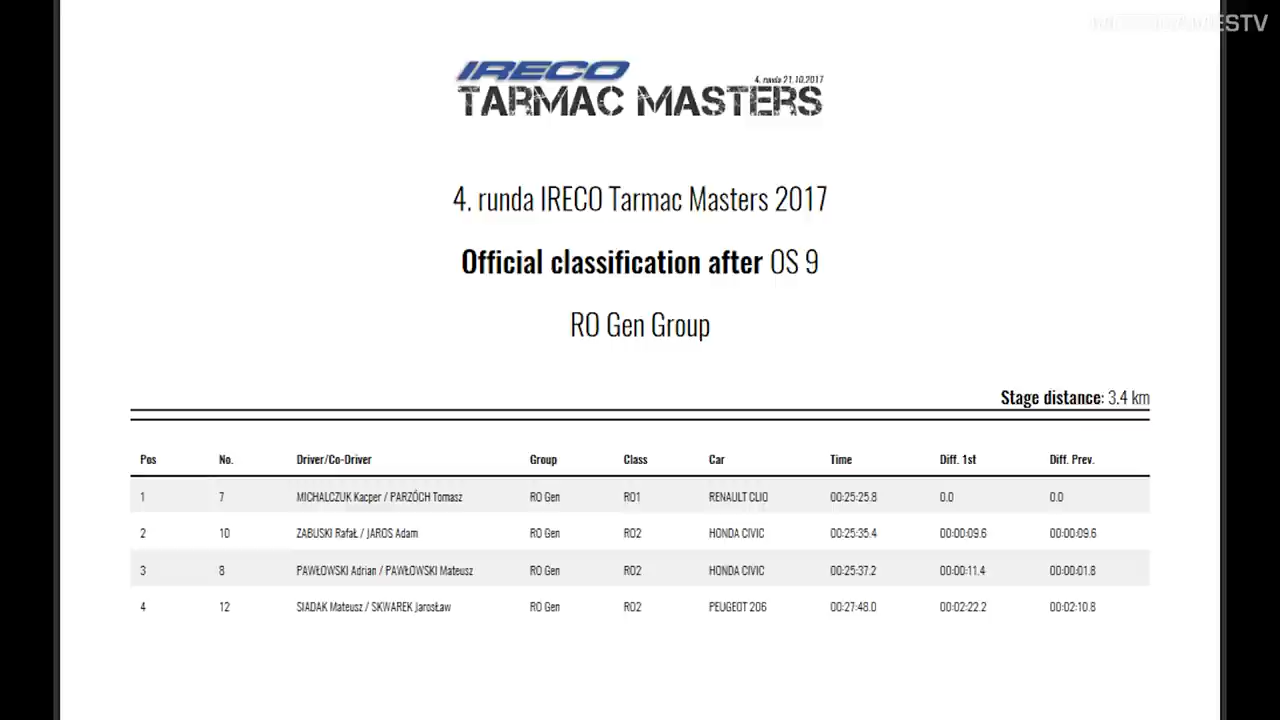 ESTV
IRECO
4. runda 21.10.2017
TARMAC MASTERS
4. runda IRECO Tarmac Masters 2017
Official classification after OS 9
RO Gen Group
Stage distance: 3.4 km
Pos No. Driver/Co-Driver Group Class Car Time Diff. 1st Diff. Prev.
1 7 MICHALCZUK Kacper / PARZÓCH Tomasz RO Gen RO1 RENAULT CLIO 00:25:25.8 0.0 0.0
2 10 ZABUSKI RafaŁ / JAROS Adam RO Gen RO2 HONDA CIVIC 00:25:35.4 00:00:09.6 00:00:09.6
3 8 PAWŁOWSKI Adrian / PAWŁOWSKI Mateusz RO Gen RO2 HONDA CIVIC 00:25:37.2 00:00:11.4 00:00:01.8
4 12 SIADAK Mateusz / SKWAREK JarosŁaw RO Gen RO2 PEUGEOT 206 00:27:48.0 00:02:22.2 00:02:10.8